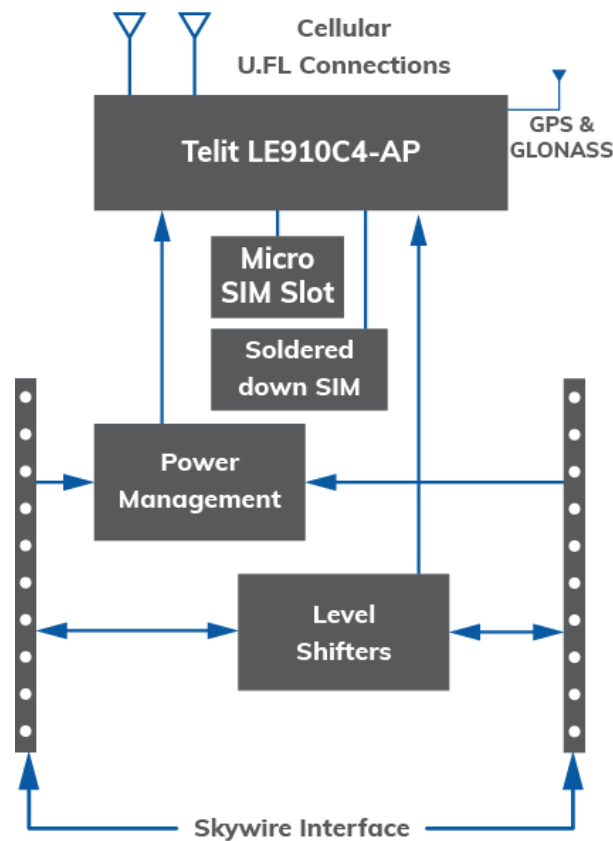 Cellular
U.FL Connections
Telit LE910C4-AP
GPS &
GLONASS
Micro
SIM Slot
Soldered
down SIM
Power
Management
Level
Shifters
Skywire Interface